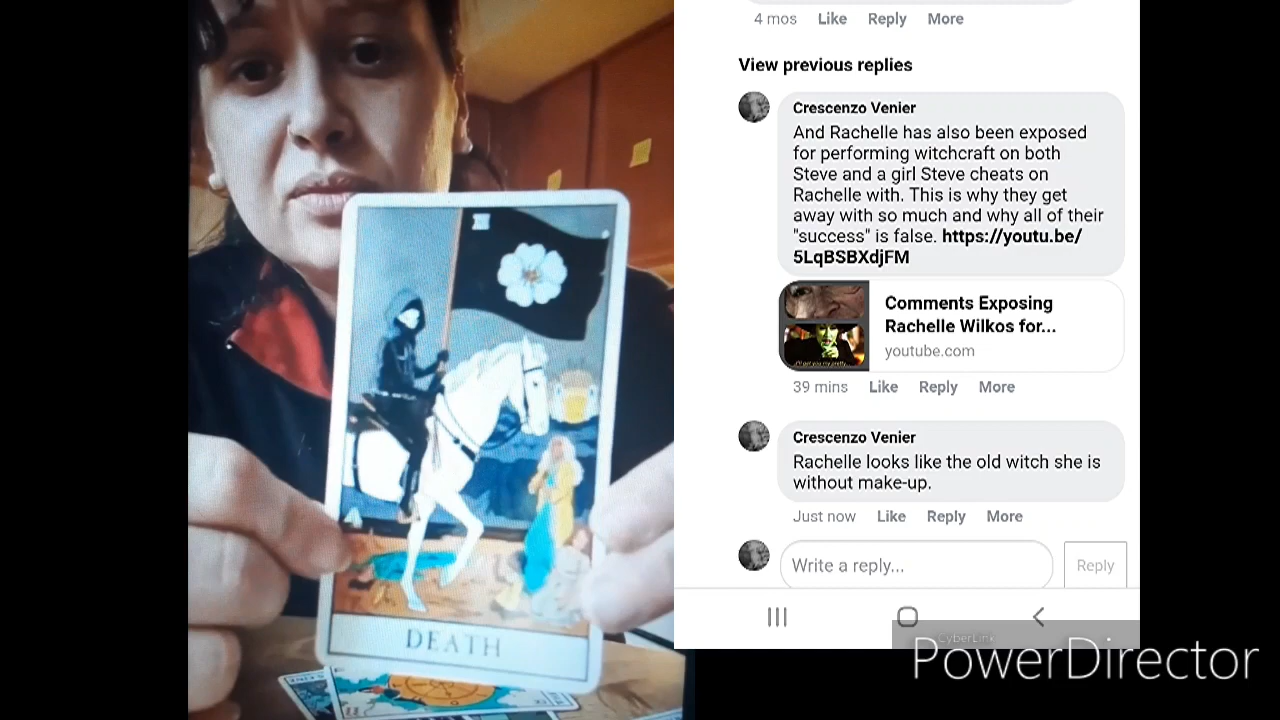 XIII
DEATH
4 mos Like Reply More
View previous replies
Crescenzo Venier
And Rachelle has also been exposed
for performing witchcraft on both
Steve and a girl Steve cheats on
Rachelle with. This is why they get
away with so much and why all of their
"success" is false. https://youtu.be/
5LqBSBXdjFM
Comments Exposing
Rachelle Wilkos for...
youtube.com
39 mins Like Reply More
Crescenzo Venier
Rachelle looks like the old witch she is
without make-up.
Just now Like Reply More
Write a reply...
Reply
CyberLink
PowerDirector